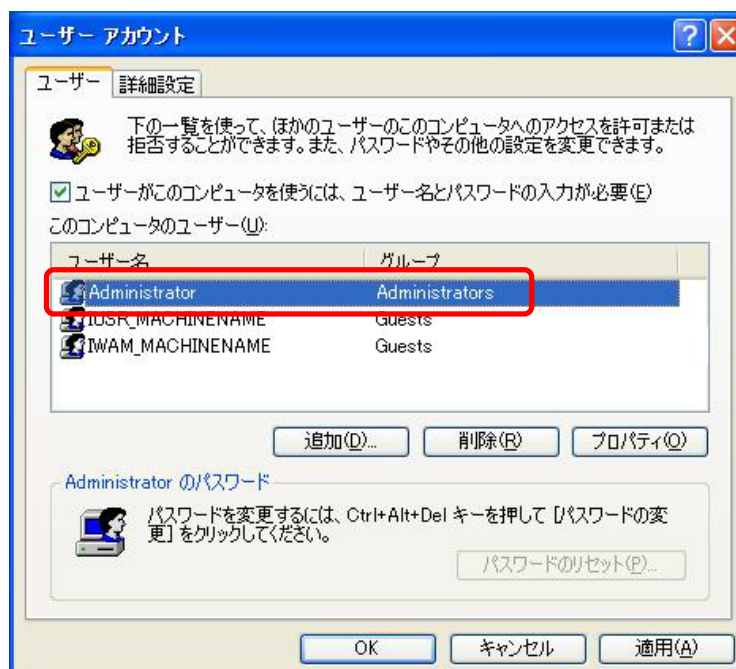 ユーザー アカウント
ユーザー 詳細設定
下の一覧を使って、ほかのユーザーのこのコンピュータへのアクセスを許可または
拒否することができます。また、パスワードやその他の設定を変更できます。
ユーザーがこのコンピュータを使うには、ユーザー名とパスワードの入力が必要(E)
このコンピュータのユーザー(U):
ユーザー名 グループ
Administrator Administrators
IUSR_MACHINENAME Guests
IWAM_MACHINENAME Guests
追加(D)... 削除(R) プロパティ(O)
Administrator のパスワード
パスワードを変更するには、Ctrl+Alt+Del キーを押して [パスワードの変
更] をクリックしてください。
パスワードのリセット(P)...
OK キャンセル 適用(A)